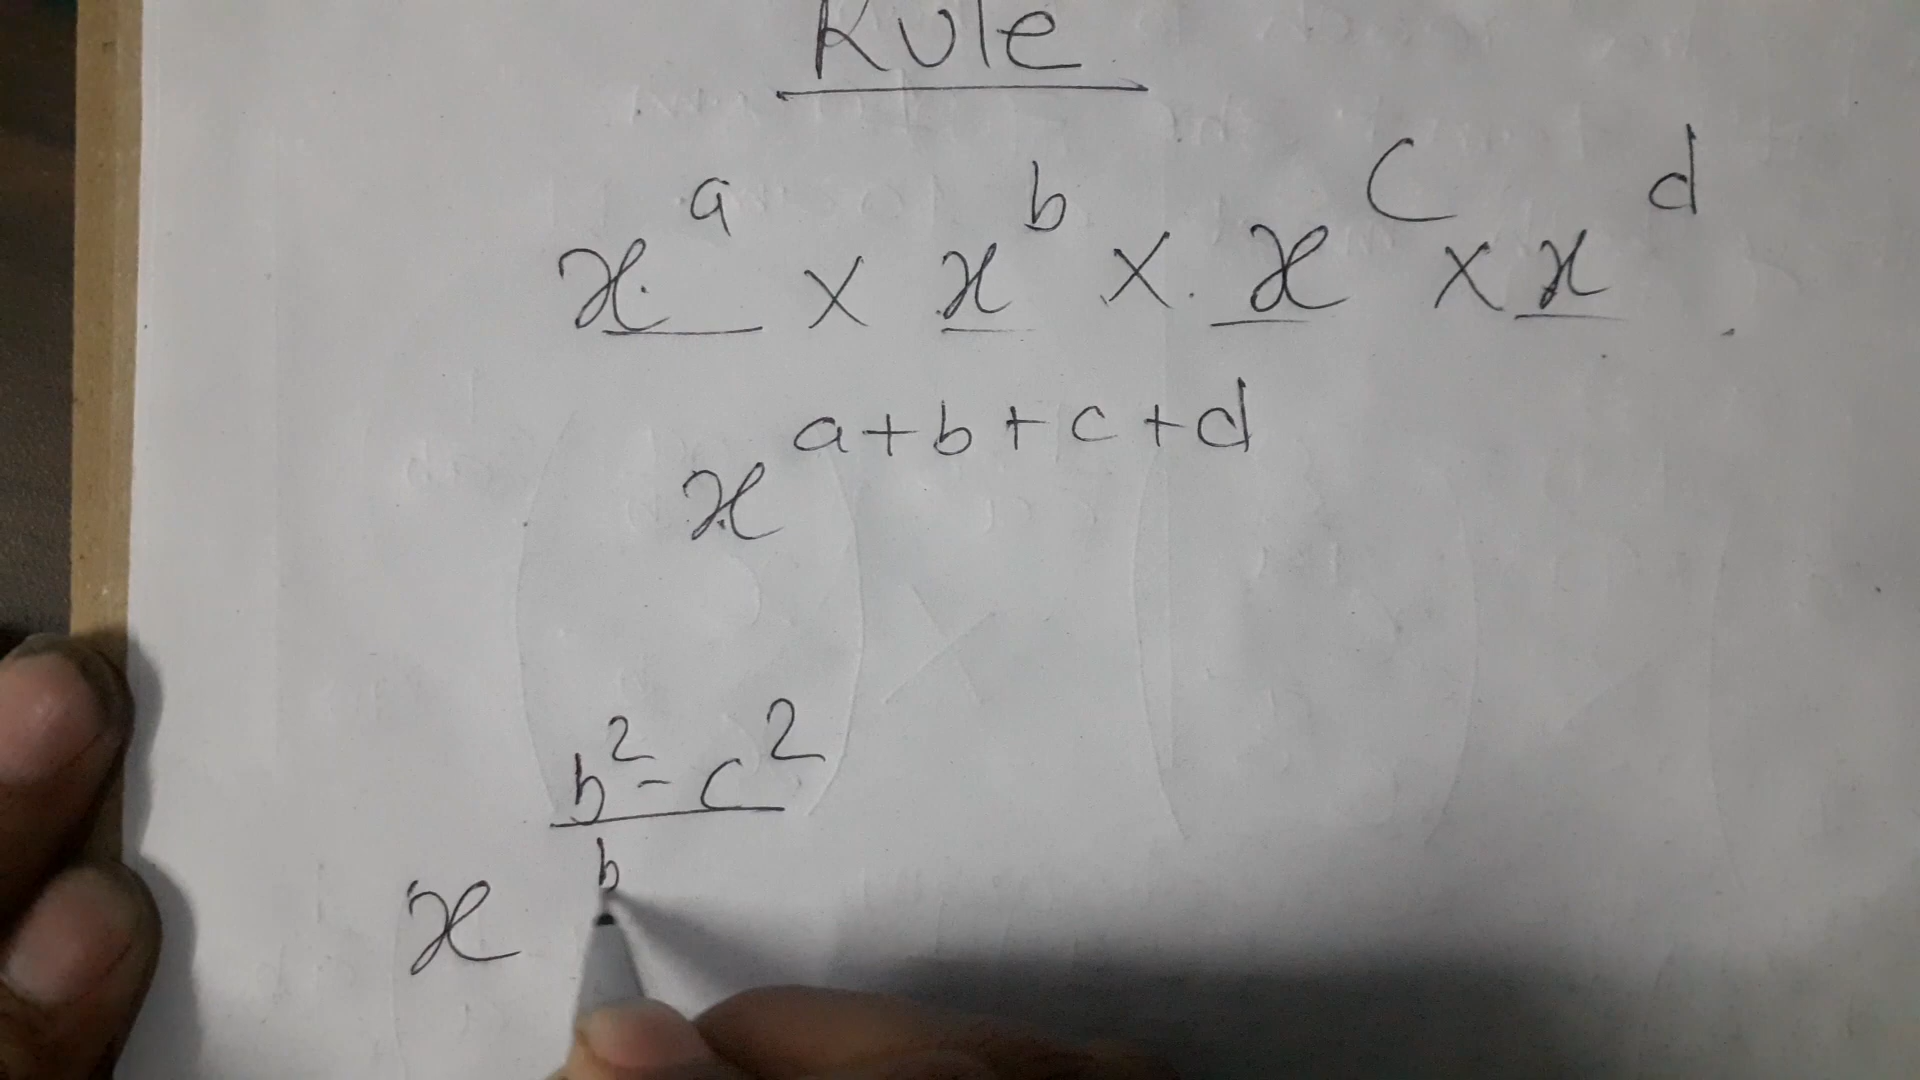 Rule
x^a × x^b × x^c × x^d
x^a+b+c+d
x^(b²-c²)/b